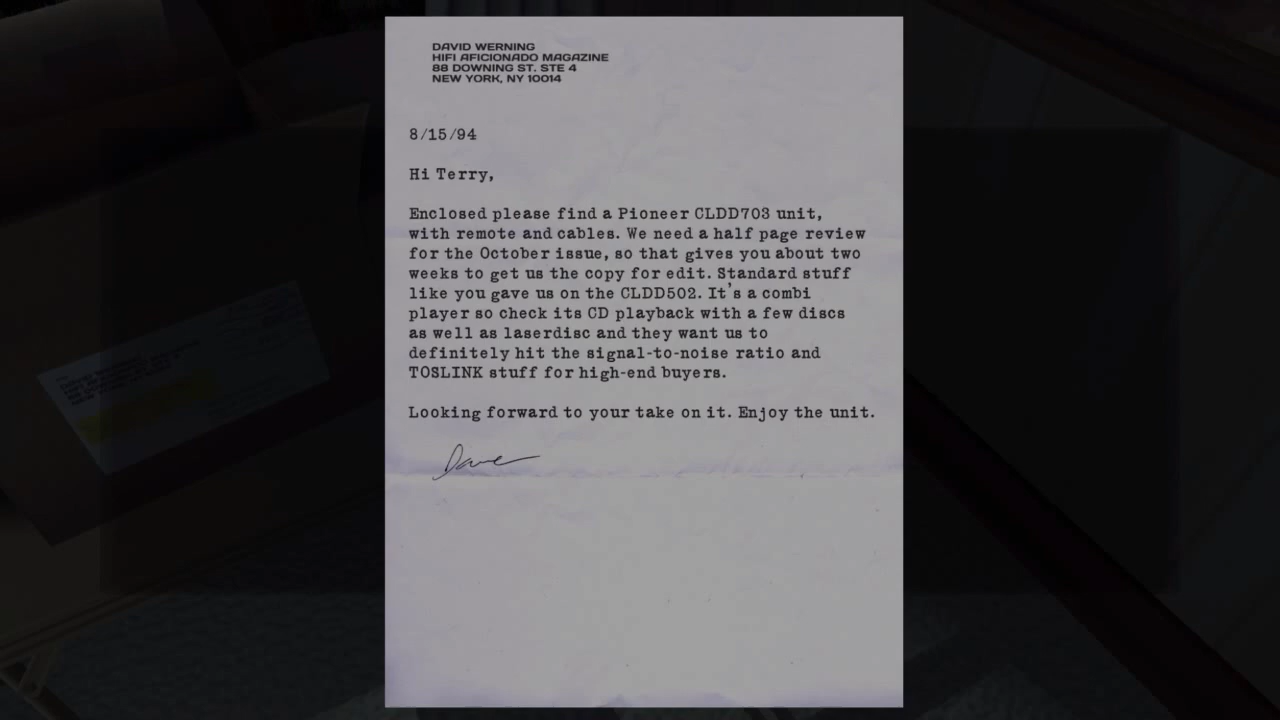 DAVID WERNING
HIFI AFICIONADO MAGAZINE
88 DOWNING ST. STE 4
NEW YORK, NY 10014
8/15/94
Hi Terry,
Enclosed please find a Pioneer CLDD703 unit,
with remote and cables. We need a half page review
for the October issue, so that gives you about two
weeks to get us the copy for edit. Standard stuff
like you gave us on the CLDD502. It's a combi
player so check its CD playback with a few discs
as well as laserdisc and they want us to
definitely hit the signal-to-noise ratio and
TOSLINK stuff for high-end buyers.
Looking forward to your take on it. Enjoy the unit.
Dave